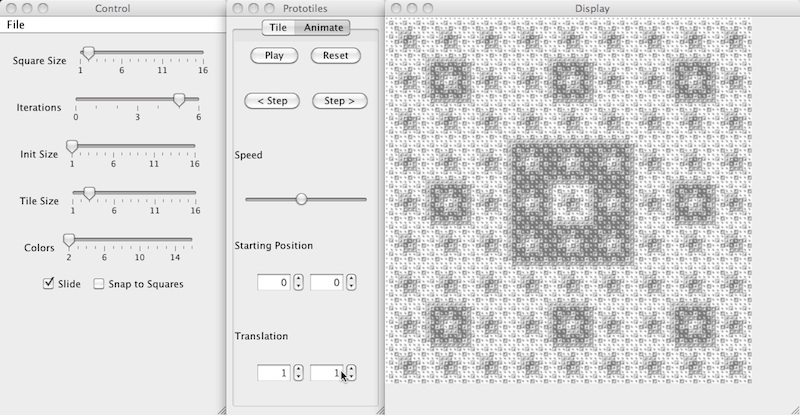 Control
File
Square Size
1 6 11 16
Iterations
0 3 6
Init Size
1 6 11 16
Tile Size
1 6 11 16
Colors
2 6 10 14
Slide Snap to Squares
Prototiles
Tile Animate
Play Reset
< Step Step >
Speed
Starting Position
0 0
Translation
1 1
Display